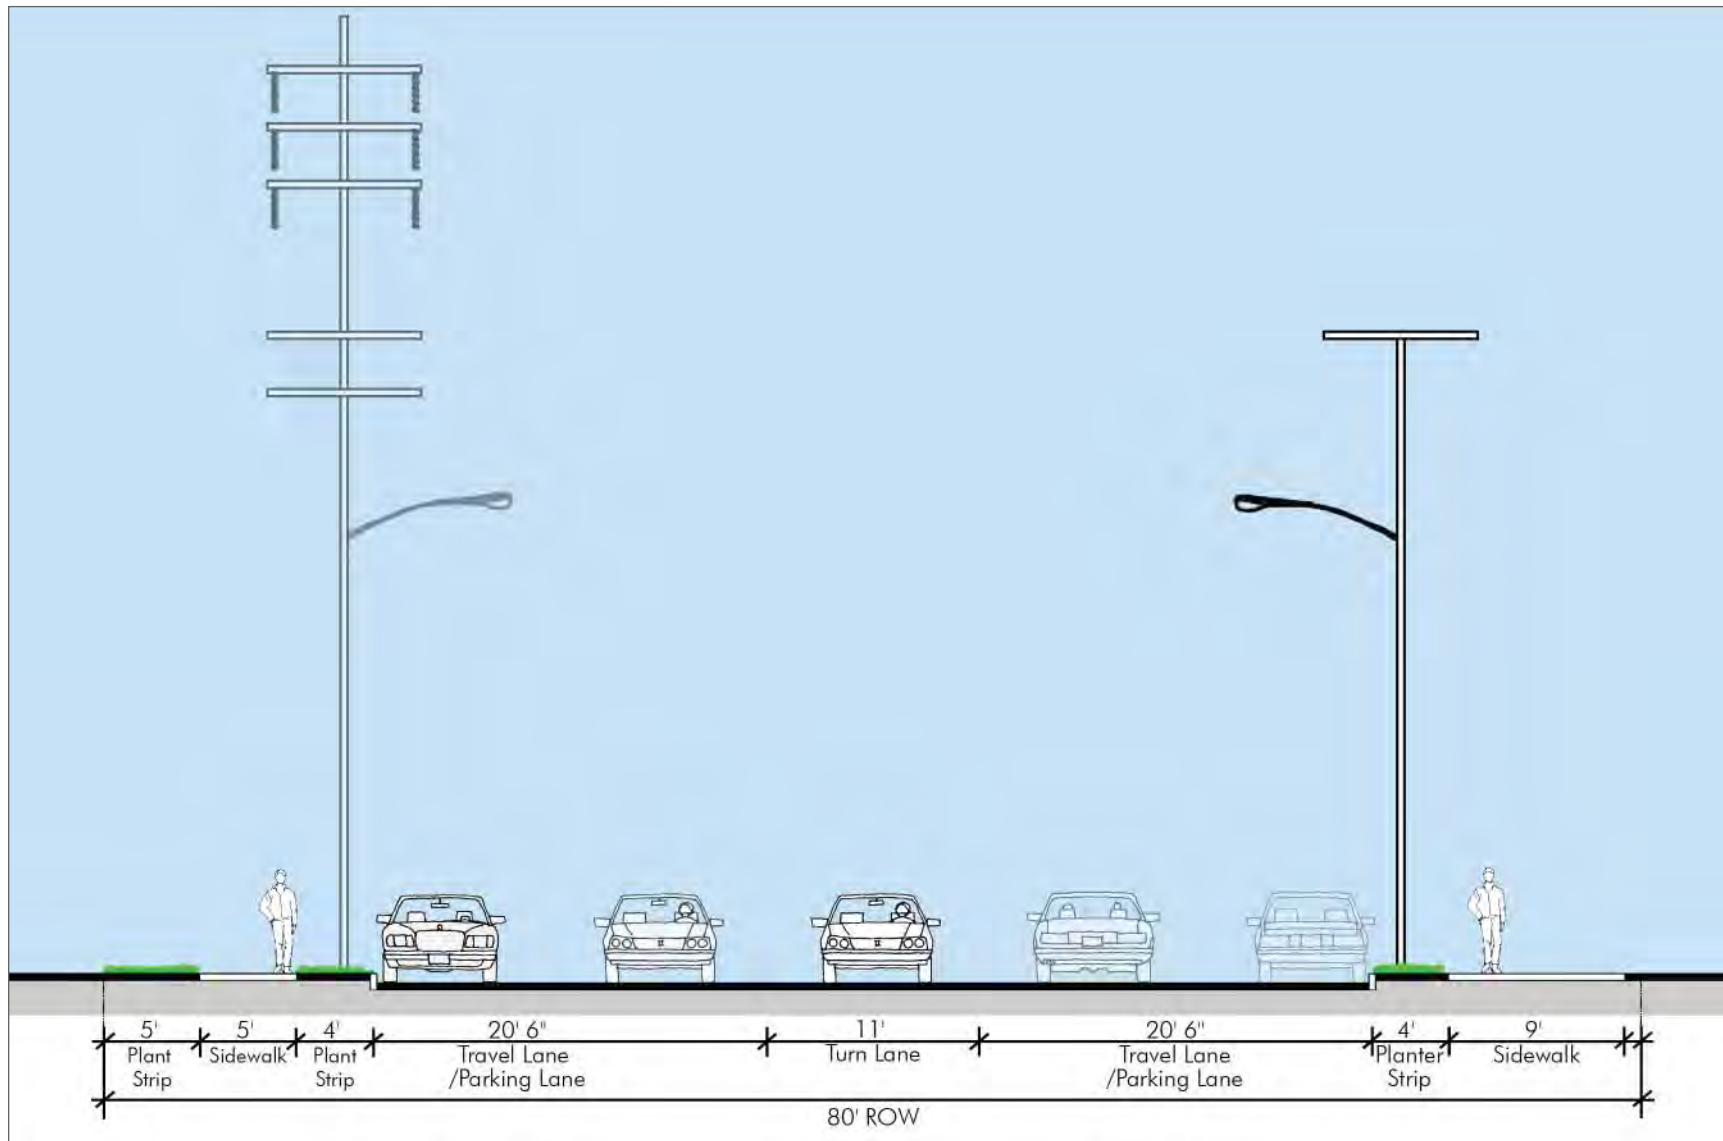 5' 5' 4' 20' 6" 11' 20' 6" 4' 9'
Plant Sidewalk Plant Travel Lane Turn Lane Travel Lane Planter Sidewalk
Strip Strip /Parking Lane /Parking Lane Strip
80' ROW